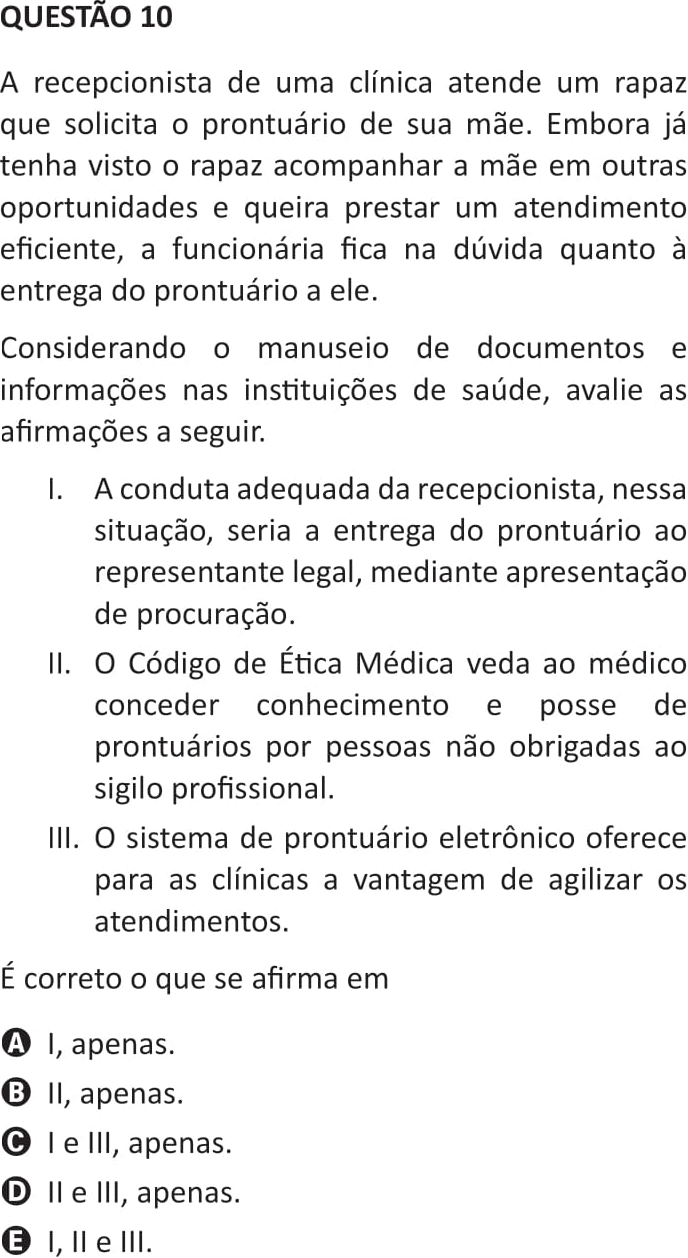 QUESTÃO 10
A recepcionista de uma clínica atende um rapaz
que solicita o prontuário de sua mãe. Embora já
tenha visto o rapaz acompanhar a mãe em outras
oportunidades e queira prestar um atendimento
eficiente, a funcionária fica na dúvida quanto à
entrega do prontuário a ele.
Considerando o manuseio de documentos e
informações nas instituições de saúde, avalie as
afirmações a seguir.
I. A conduta adequada da recepcionista, nessa
situação, seria a entrega do prontuário ao
representante legal, mediante apresentação
de procuração.
II. O Código de Ética Médica veda ao médico
conceder conhecimento e posse de
prontuários por pessoas não obrigadas ao
sigilo profissional.
III. O sistema de prontuário eletrônico oferece
para as clínicas a vantagem de agilizar os
atendimentos.
É correto o que se afirma em
A I, apenas.
B II, apenas.
C I e III, apenas.
D II e III, apenas.
E I, II e III.